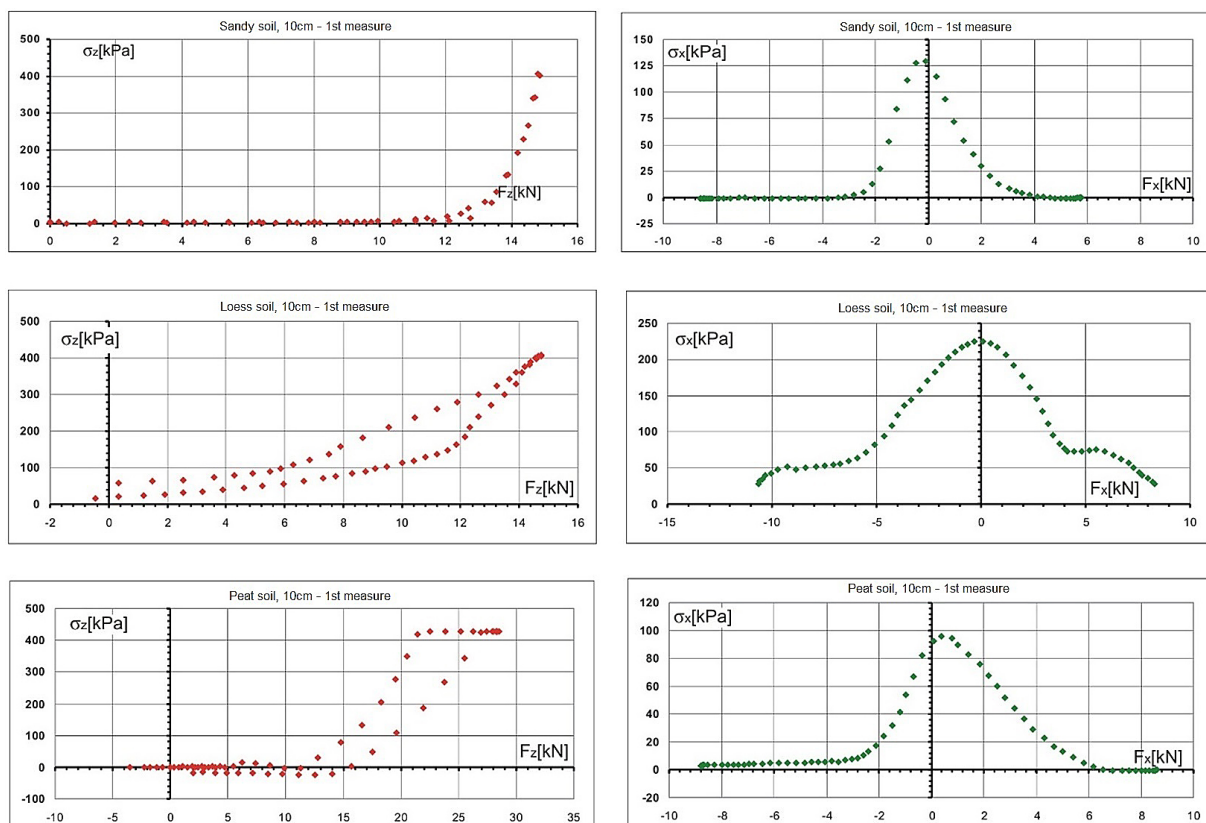 Sandy soil, 10cm - 1st measure
σz[kPa]
500
400
300
200
100
0
Fz[kN]
0 2 4 6 8 10 12 14 16
Sandy soil, 10cm - 1st measure
σx[kPa]
150
125
100
75
50
25
0
-25
Fx[kN]
-10 -8 -6 -4 -2 0 2 4 6 8 10
Loess soil, 10cm - 1st measure
σz[kPa]
500
400
300
200
100
0
Fz[kN]
-2 0 2 4 6 8 10 12 14 16
Loess soil, 10cm - 1st measure
σx[kPa]
250
200
150
100
50
0
Fx[kN]
-15 -10 -5 0 5 10
Peat soil, 10cm - 1st measure
σz[kPa]
500
400
300
200
100
0
-100
Fz[kN]
-10 -5 0 5 10 15 20 25 30 35
Peat soil, 10cm - 1st measure
σx[kPa]
120
100
80
60
40
20
0
-20
Fx[kN]
-10 -8 -6 -4 -2 0 2 4 6 8 10